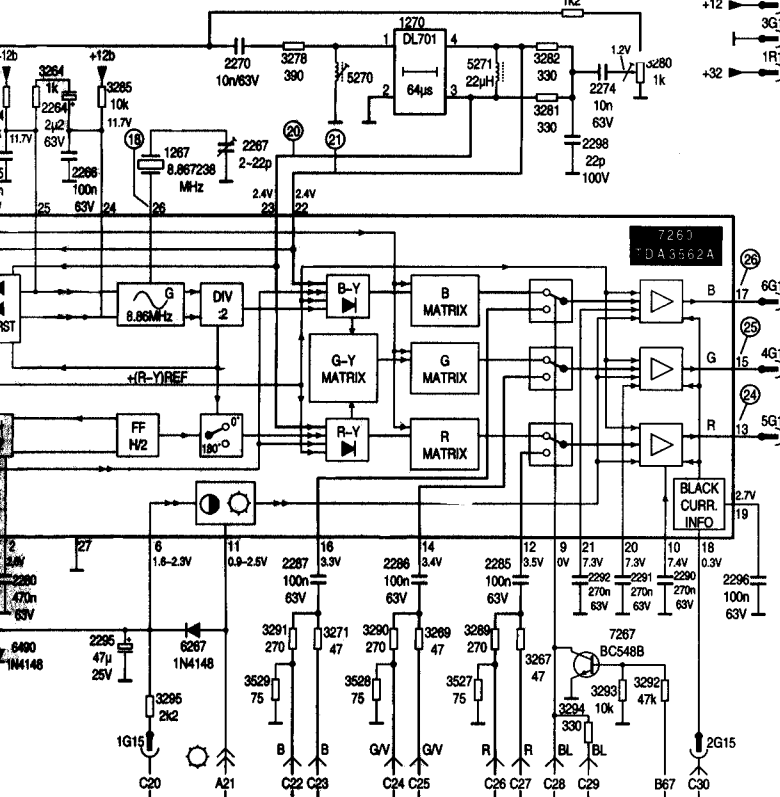 1k2
+12
1270
DL701
1 4
2 3
64µs
2270
10n/63V
3278
390
5270
5271
22µH
3282
330
3281
330
1.2V
3280
1k
2274
10n
63V
2298
22p
100V
3G
1R
+32
+12b
+12b
3264
1k
2264
2µ2
63V
3265
10k
11.7V
11.7V
2266
100n
63V
18
1267
8.867238
MHz
2267
2-22p
20
21
2.4V 2.4V
25 24 26 23 22
7260
TDA3562A
RST
G
8.86MHz
DIV
:2
B-Y
G-Y
MATRIX
R-Y
B
MATRIX
G
MATRIX
R
MATRIX
+(R-Y)REF
FF
H/2
0°
180°
B
17
26
6G
G
15
25
4G
R
13
24
5G
BLACK
CURR.
INFO
2.7V
19
2 27 6 11 16 14 12 9 21 20 10 18
1.6-2.3V 0.9-2.5V 3.3V 3.4V 3.5V 0V 7.3V 7.3V 7.4V 0.3V
2280
470n
63V
2287
100n
63V
2286
100n
63V
2285
100n
63V
2292
270n
63V
2291
270n
63V
2290
270n
63V
2296
100n
63V
6490
1N4148
2295
47µ
25V
6267
1N4148
3291
270
3271
47
3290
270
3269
47
3289
270
3267
47
7267
BC548B
3529
75
3528
75
3527
75
3293
10k
3292
47k
3294
330
3295
2k2
1G15
2G15
B B G/V G/V R R BL BL
C20 A21 C22 C23 C24 C25 C26 C27 C28 C29 B67 C30